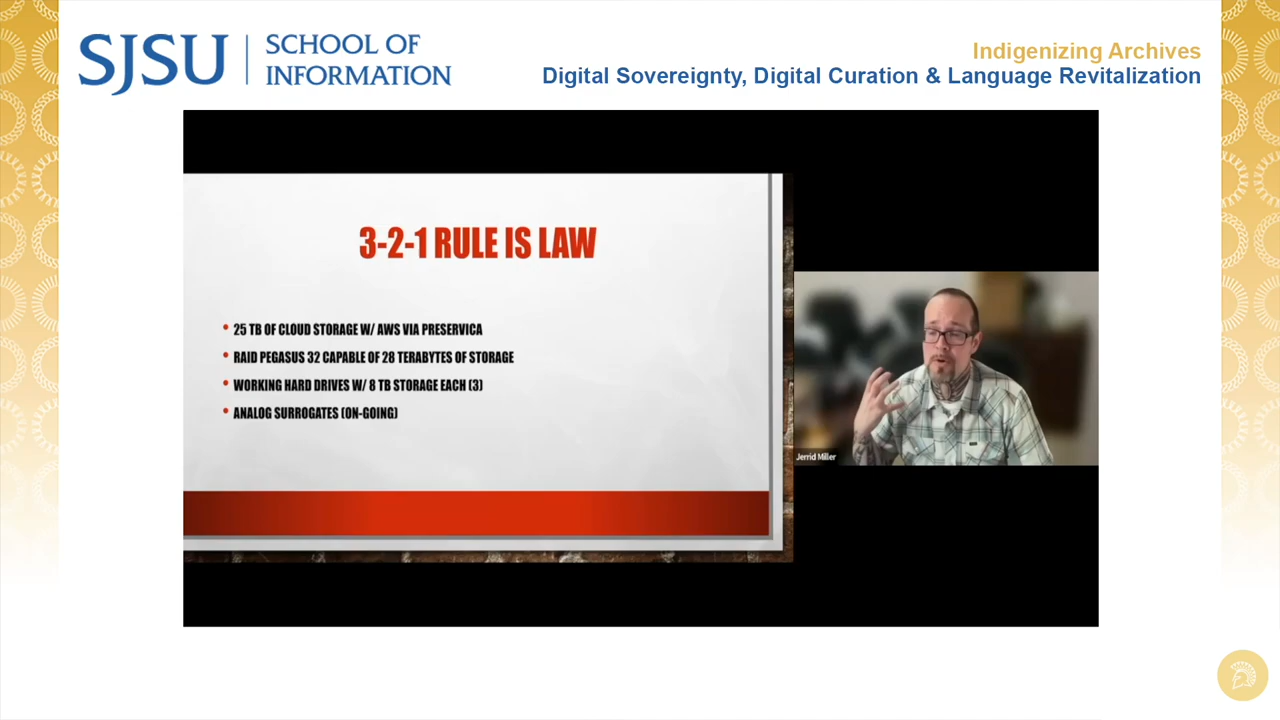 SJSU
SCHOOL OF
INFORMATION
Indigenizing Archives
Digital Sovereignty, Digital Curation & Language Revitalization
3-2-1 RULE IS LAW
• 25 TB OF CLOUD STORAGE W/ AWS VIA PRESERVICA
• RAID PEGASUS 32 CAPABLE OF 28 TERABYTES OF STORAGE
• WORKING HARD DRIVES W/ 8 TB STORAGE EACH (3)
• ANALOG SURROGATES (ON-GOING)
Jerrid Miller